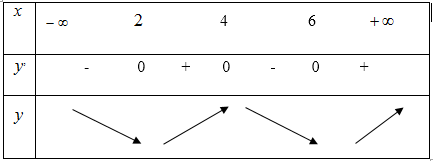 x −∞ 2 4 6 +∞
y' - 0 + 0 - 0 +
y